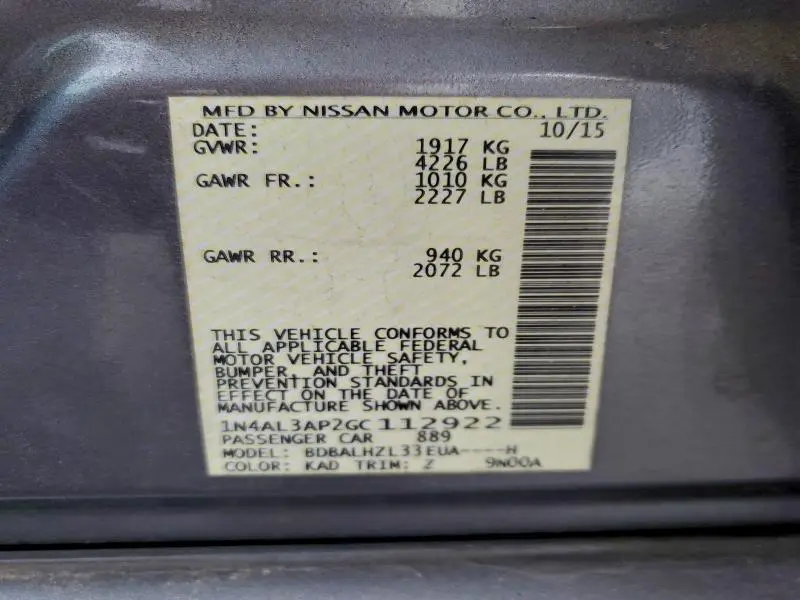 MFD BY NISSAN MOTOR CO., LTD.
DATE: 10/15
GVWR: 1917 KG
4226 LB
GAWR FR.: 1010 KG
2227 LB
GAWR RR.: 940 KG
2072 LB
THIS VEHICLE CONFORMS TO
ALL APPLICABLE FEDERAL
MOTOR VEHICLE SAFETY,
BUMPER, AND THEFT
PREVENTION STANDARDS IN
EFFECT ON THE DATE OF
MANUFACTURE SHOWN ABOVE.
1N4AL3AP2GC112922
PASSENGER CAR 889
MODEL: BDBALHZL33EUA----H
COLOR: KAD TRIM: Z 9N00A